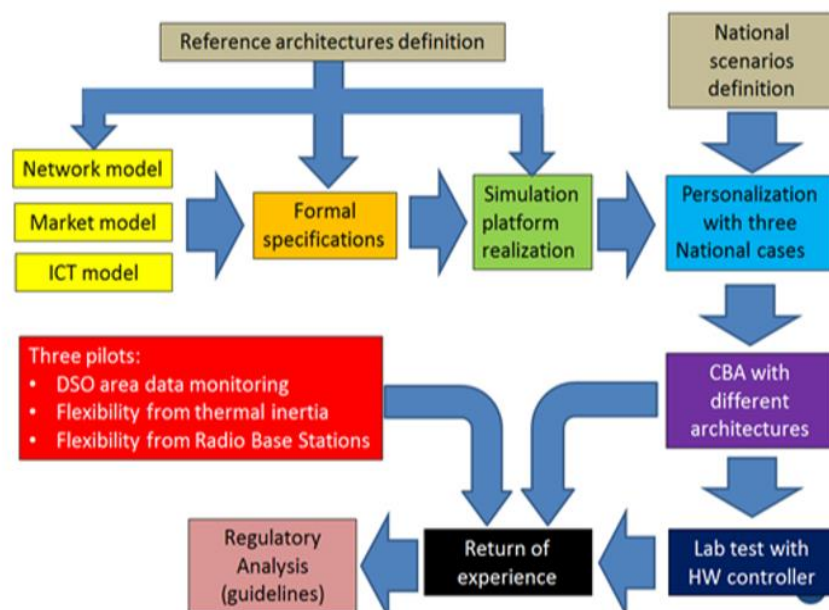 Reference architectures definition
National
scenarios
definition
Network model
Market model
ICT model
Formal
specifications
Simulation
platform
realization
Personalization
with three
National cases
Three pilots:
• DSO area data monitoring
• Flexibility from thermal inertia
• Flexibility from Radio Base Stations
CBA with
different
architectures
Regulatory
Analysis
(guidelines)
Return of
experience
Lab test with
HW controller